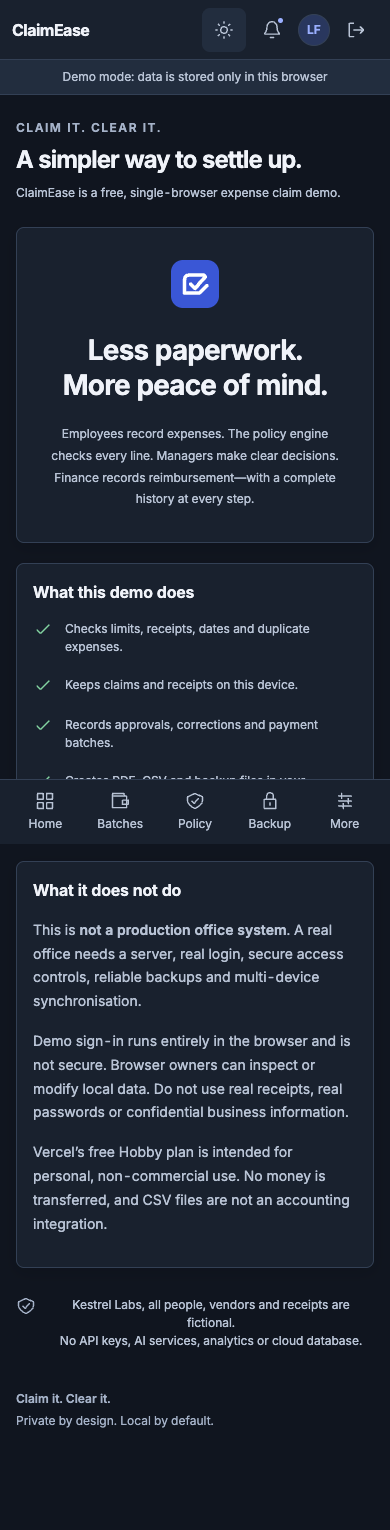 ClaimEase
LF
Demo mode: data is stored only in this browser
CLAIM IT. CLEAR IT.
A simpler way to settle up.
ClaimEase is a free, single-browser expense claim demo.
Less paperwork.
More peace of mind.
Employees record expenses. The policy engine
checks every line. Managers make clear decisions.
Finance records reimbursement—with a complete
history at every step.
What this demo does
Checks limits, receipts, dates and duplicate
expenses.
Keeps claims and receipts on this device.
Records approvals, corrections and payment
batches.
Home
Batches
Policy
Backup
More
What it does not do
This is not a production office system. A real
office needs a server, real login, secure access
controls, reliable backups and multi-device
synchronisation.
Demo sign-in runs entirely in the browser and is
not secure. Browser owners can inspect or
modify local data. Do not use real receipts, real
passwords or confidential business information.
Vercel's free Hobby plan is intended for
personal, non-commercial use. No money is
transferred, and CSV files are not an accounting
integration.
Kestrel Labs, all people, vendors and receipts are
fictional.
No API keys, AI services, analytics or cloud database.
Claim it. Clear it.
Private by design. Local by default.